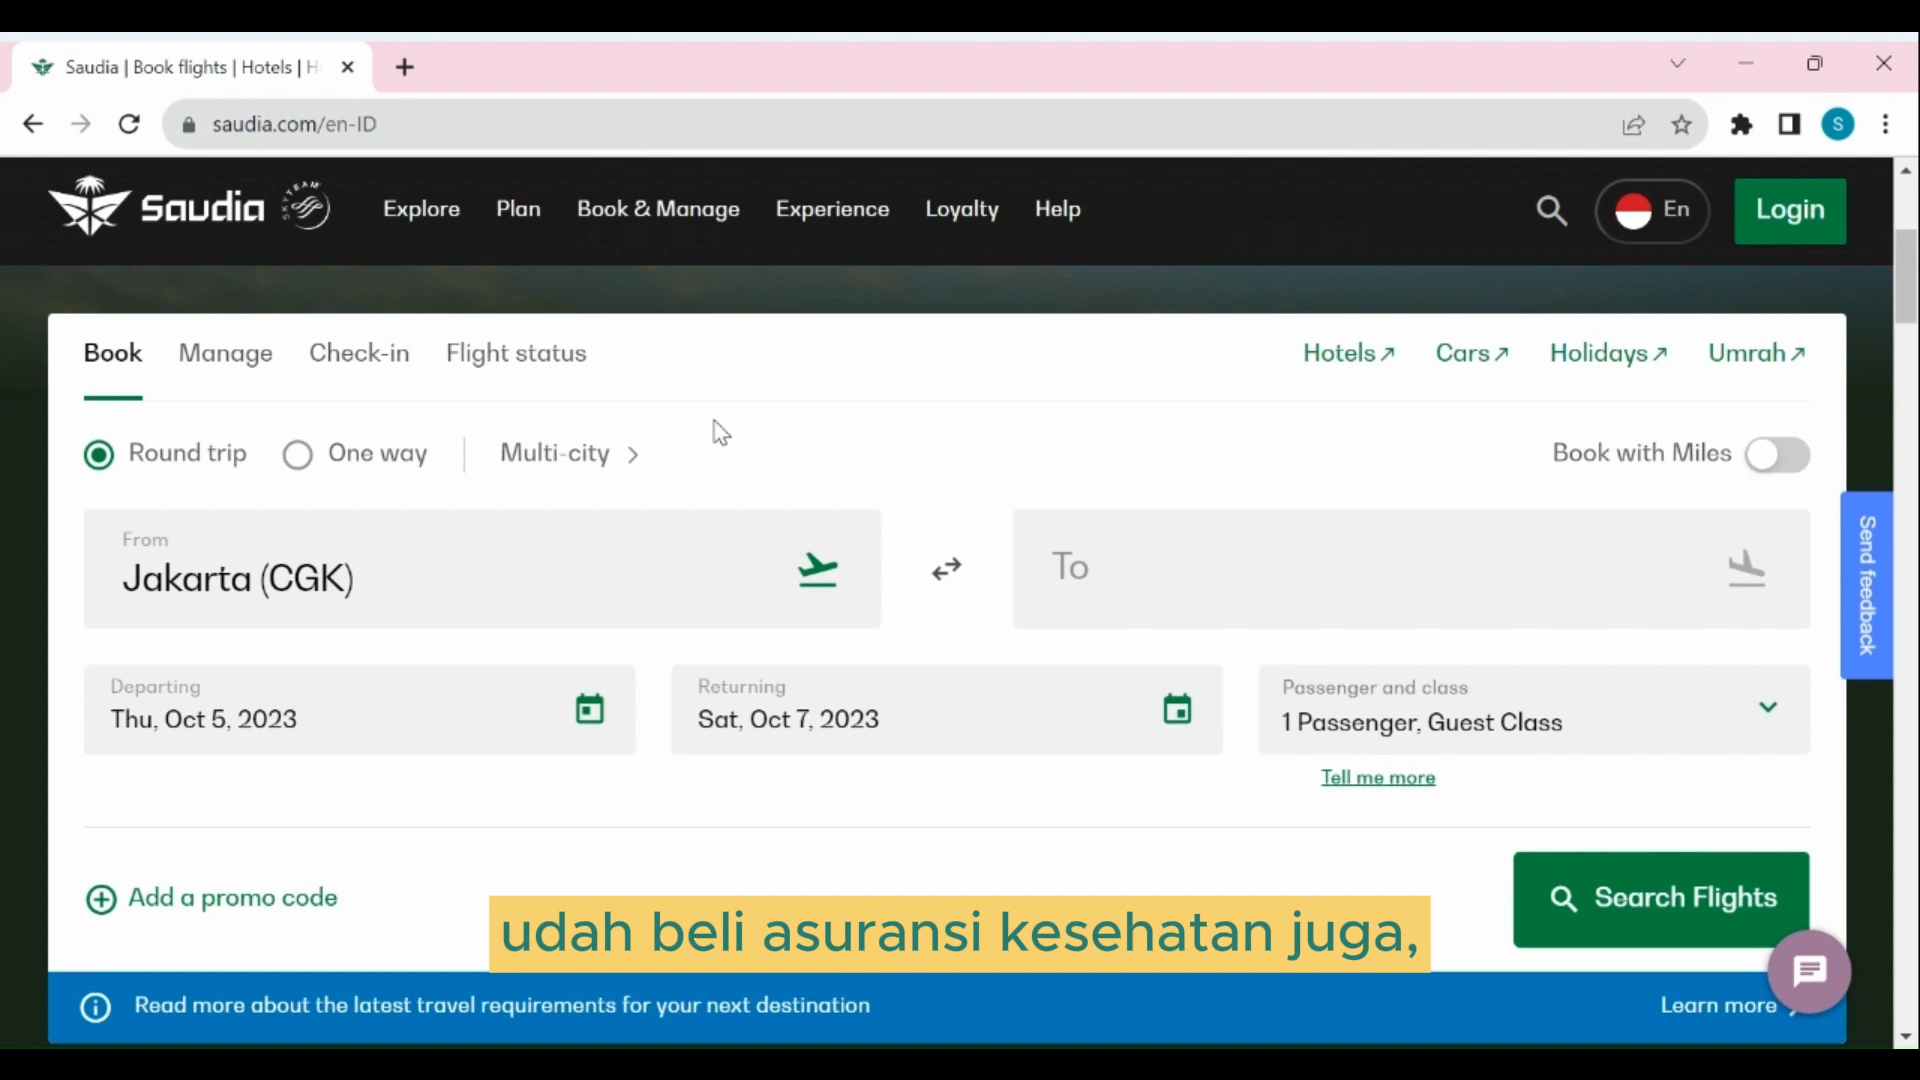 Saudia | Book flights | Hotels | H
saudia.com/en-ID
S
Saudia
SKYTEAM
Explore Plan Book & Manage Experience Loyalty Help
En
Login
Book Manage Check-in Flight status
Hotels Cars Holidays Umrah
Round trip One way Multi-city
Book with Miles
From
Jakarta (CGK)
To
Send feedback
Departing
Thu, Oct 5, 2023
Returning
Sat, Oct 7, 2023
Passenger and class
1 Passenger, Guest Class
Tell me more
Add a promo code
Search Flights
udah beli asuransi kesehatan juga,
Read more about the latest travel requirements for your next destination
Learn more